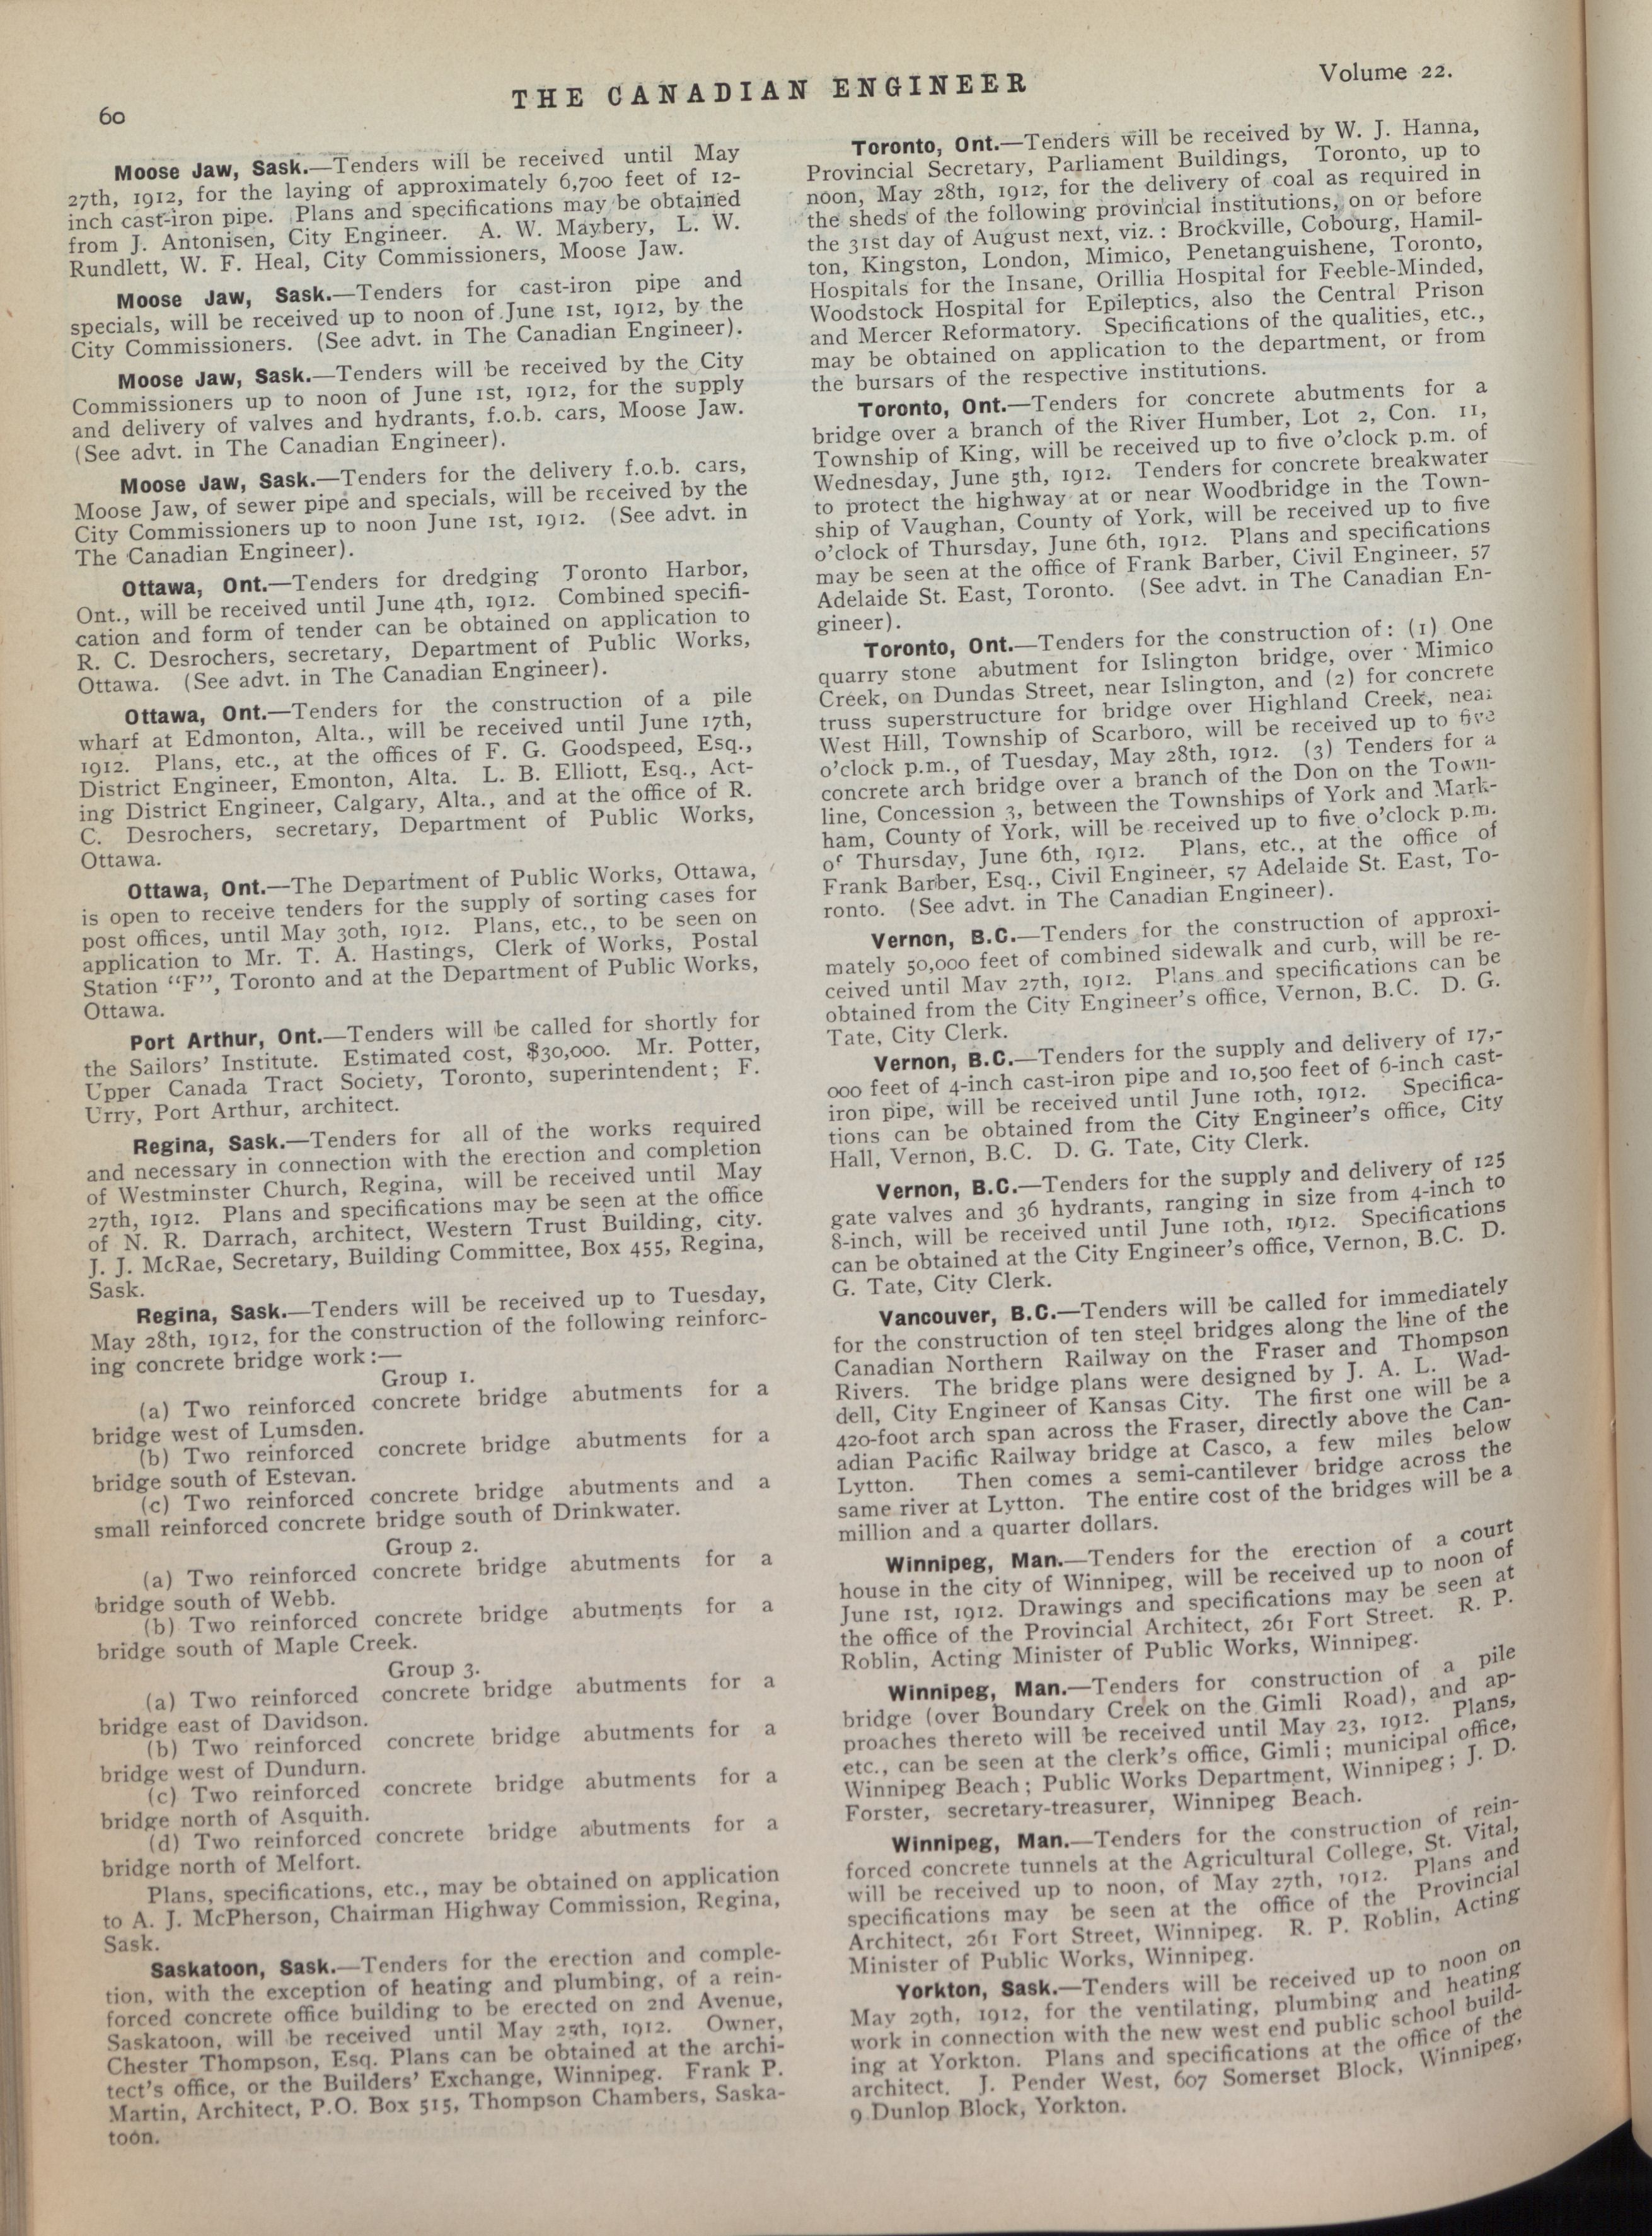 60
THE CANADIAN ENGINEER
Volume 22.
Moose Jaw, Sask.—Tenders will be received until May
27th, 1912, for the laying of approximately 6,700 feet of 12-
inch cast-iron pipe. Plans and specifications may be obtained
from J. Antonisen, City Engineer. A. W. Maybery, L. W.
Rundlett, W. F. Heal, City Commissioners, Moose Jaw.
Moose Jaw, Sask.—Tenders for cast-iron pipe and
specials, will be received up to noon of June 1st, 1912, by the
City Commissioners. (See advt. in The Canadian Engineer).
Moose Jaw, Sask.—Tenders will be received by the City
Commissioners up to noon of June 1st, 1912, for the supply
and delivery of valves and hydrants, f.o.b. cars, Moose Jaw.
(See advt. in The Canadian Engineer).
Moose Jaw, Sask.—Tenders for the delivery f.o.b. cars,
Moose Jaw, of sewer pipe and specials, will be received by the
City Commissioners up to noon June 1st, 1912. (See advt. in
The Canadian Engineer).
Ottawa, Ont.—Tenders for dredging Toronto Harbor,
Ont., will be received until June 4th, 1912. Combined specifi-
cation and form of tender can be obtained on application to
R. C. Desrochers, secretary, Department of Public Works,
Ottawa. (See advt. in The Canadian Engineer).
Ottawa, Ont.—Tenders for the construction of a pile
wharf at Edmonton, Alta., will be received until June 17th,
1912. Plans, etc., at the offices of F. G. Goodspeed, Esq.,
District Engineer, Emonton, Alta. L. B. Elliott, Esq., Act-
ing District Engineer, Calgary, Alta., and at the office of R.
C. Desrochers, secretary, Department of Public Works,
Ottawa.
Ottawa, Ont.—The Department of Public Works, Ottawa,
is open to receive tenders for the supply of sorting cases for
post offices, until May 30th, 1912. Plans, etc., to be seen on
application to Mr. T. A. Hastings, Clerk of Works, Postal
Station "F", Toronto and at the Department of Public Works,
Ottawa.
Port Arthur, Ont.—Tenders will be called for shortly for
the Sailors' Institute. Estimated cost, $30,000. Mr. Potter,
Upper Canada Tract Society, Toronto, superintendent; F.
Urry, Port Arthur, architect.
Regina, Sask.—Tenders for all of the works required
and necessary in connection with the erection and completion
of Westminster Church, Regina, will be received until May
27th, 1912. Plans and specifications may be seen at the office
of N. R. Darrach, architect, Western Trust Building, city.
J. J. McRae, Secretary, Building Committee, Box 455, Regina,
Sask.
Regina, Sask.—Tenders will be received up to Tuesday,
May 28th, 1912, for the construction of the following reinforc-
ing concrete bridge work:—
Group 1.
(a) Two reinforced concrete bridge abutments for a
bridge west of Lumsden.
(b) Two reinforced concrete bridge abutments for a
bridge south of Estevan.
(c) Two reinforced concrete bridge abutments and a
small reinforced concrete bridge south of Drinkwater.
Group 2.
(a) Two reinforced concrete bridge abutments for a
bridge south of Webb.
(b) Two reinforced concrete bridge abutments for a
bridge south of Maple Creek.
Group 3.
(a) Two reinforced concrete bridge abutments for a
bridge east of Davidson.
(b) Two reinforced concrete bridge abutments for a
bridge west of Dundurn.
(c) Two reinforced concrete bridge abutments for a
bridge north of Asquith.
(d) Two reinforced concrete bridge abutments for a
bridge north of Melfort.
Plans, specifications, etc., may be obtained on application
to A. J. McPherson, Chairman Highway Commission, Regina,
Sask.
Saskatoon, Sask.—Tenders for the erection and comple-
tion, with the exception of heating and plumbing, of a rein-
forced concrete office building to be erected on 2nd Avenue,
Saskatoon, will be received until May 25th, 1912. Owner,
Chester Thompson, Esq. Plans can be obtained at the archi-
tect's office, or the Builders' Exchange, Winnipeg. Frank P.
Martin, Architect, P.O. Box 515, Thompson Chambers, Saska-
toon.
Toronto, Ont.—Tenders will be received by W. J. Hanna,
Provincial Secretary, Parliament Buildings, Toronto, up to
noon, May 28th, 1912, for the delivery of coal as required in
the sheds of the following provincial institutions, on or before
the 31st day of August next, viz.: Brockville, Cobourg, Hamil-
ton, Kingston, London, Mimico, Penetanguishene, Toronto,
Hospitals for the Insane, Orillia Hospital for Feeble-Minded,
Woodstock Hospital for Epileptics, also the Central Prison
and Mercer Reformatory. Specifications of the qualities, etc.,
may be obtained on application to the department, or from
the bursars of the respective institutions.
Toronto, Ont.—Tenders for concrete abutments for a
bridge over a branch of the River Humber, Lot 2, Con. 11,
Township of King, will be received up to five o'clock p.m. of
Wednesday, June 5th, 1912. Tenders for concrete breakwater
to protect the highway at or near Woodbridge in the Town-
ship of Vaughan, County of York, will be received up to five
o'clock of Thursday, June 6th, 1912. Plans and specifications
may be seen at the office of Frank Barber, Civil Engineer, 57
Adelaide St. East, Toronto. (See advt. in The Canadian En-
gineer).
Toronto, Ont.—Tenders for the construction of: (1) One
quarry stone abutment for Islington bridge, over Mimico
Creek, on Dundas Street, near Islington, and (2) for concrete
truss superstructure for bridge over Highland Creek, near
West Hill, Township of Scarboro, will be received up to five
o'clock p.m., of Tuesday, May 28th, 1912. (3) Tenders for a
concrete arch bridge over a branch of the Don on the Town-
line, Concession 3, between the Townships of York and Mark-
ham, County of York, will be received up to five o'clock p.m.
of Thursday, June 6th, 1912. Plans, etc., at the office of
Frank Barber, Esq., Civil Engineer, 57 Adelaide St. East, To-
ronto. (See advt. in The Canadian Engineer).
Vernon, B.C.—Tenders for the construction of approxi-
mately 50,000 feet of combined sidewalk and curb, will be re-
ceived until May 27th, 1912. Plans and specifications can be
obtained from the City Engineer's office, Vernon, B.C. D. G.
Tate, City Clerk.
Vernon, B.C.—Tenders for the supply and delivery of 17,-
000 feet of 4-inch cast-iron pipe and 10,500 feet of 6-inch cast-
iron pipe, will be received until June 10th, 1912. Specifica-
tions can be obtained from the City Engineer's office, City
Hall, Vernon, B.C. D. G. Tate, City Clerk.
Vernon, B.C.—Tenders for the supply and delivery of 125
gate valves and 36 hydrants, ranging in size from 4-inch to
8-inch, will be received until June 10th, 1912. Specifications
can be obtained at the City Engineer's office, Vernon, B.C. D.
G. Tate, City Clerk.
Vancouver, B.C.—Tenders will be called for immediately
for the construction of ten steel bridges along the line of the
Canadian Northern Railway on the Fraser and Thompson
Rivers. The bridge plans were designed by J. A. L. Wad-
dell, City Engineer of Kansas City. The first one will be a
420-foot arch span across the Fraser, directly above the Can-
adian Pacific Railway bridge at Casco, a few miles below
Lytton. Then comes a semi-cantilever bridge across the
same river at Lytton. The entire cost of the bridges will be a
million and a quarter dollars.
Winnipeg, Man.—Tenders for the erection of a court
house in the city of Winnipeg, will be received up to noon of
June 1st, 1912. Drawings and specifications may be seen at
the office of the Provincial Architect, 261 Fort Street. R. P.
Roblin, Acting Minister of Public Works, Winnipeg.
Winnipeg, Man.—Tenders for construction of a pile
bridge (over Boundary Creek on the Gimli Road), and ap-
proaches thereto will be received until May 23, 1912. Plans,
etc., can be seen at the clerk's office, Gimli; municipal office,
Winnipeg Beach; Public Works Department, Winnipeg; J. D.
Forster, secretary-treasurer, Winnipeg Beach.
Winnipeg, Man.—Tenders for the construction of rein-
forced concrete tunnels at the Agricultural College, St. Vital,
will be received up to noon, of May 27th, 1912. Plans and
specifications may be seen at the office of the Provincial
Architect, 261 Fort Street, Winnipeg. R. P. Roblin, Acting
Minister of Public Works, Winnipeg.
Yorkton, Sask.—Tenders will be received up to noon on
May 29th, 1912, for the ventilating, plumbing and heating
work in connection with the new west end public school build-
ing at Yorkton. Plans and specifications at the office of the
architect. J. Pender West, 607 Somerset Block, Winnipeg,
9 Dunlop Block, Yorkton.